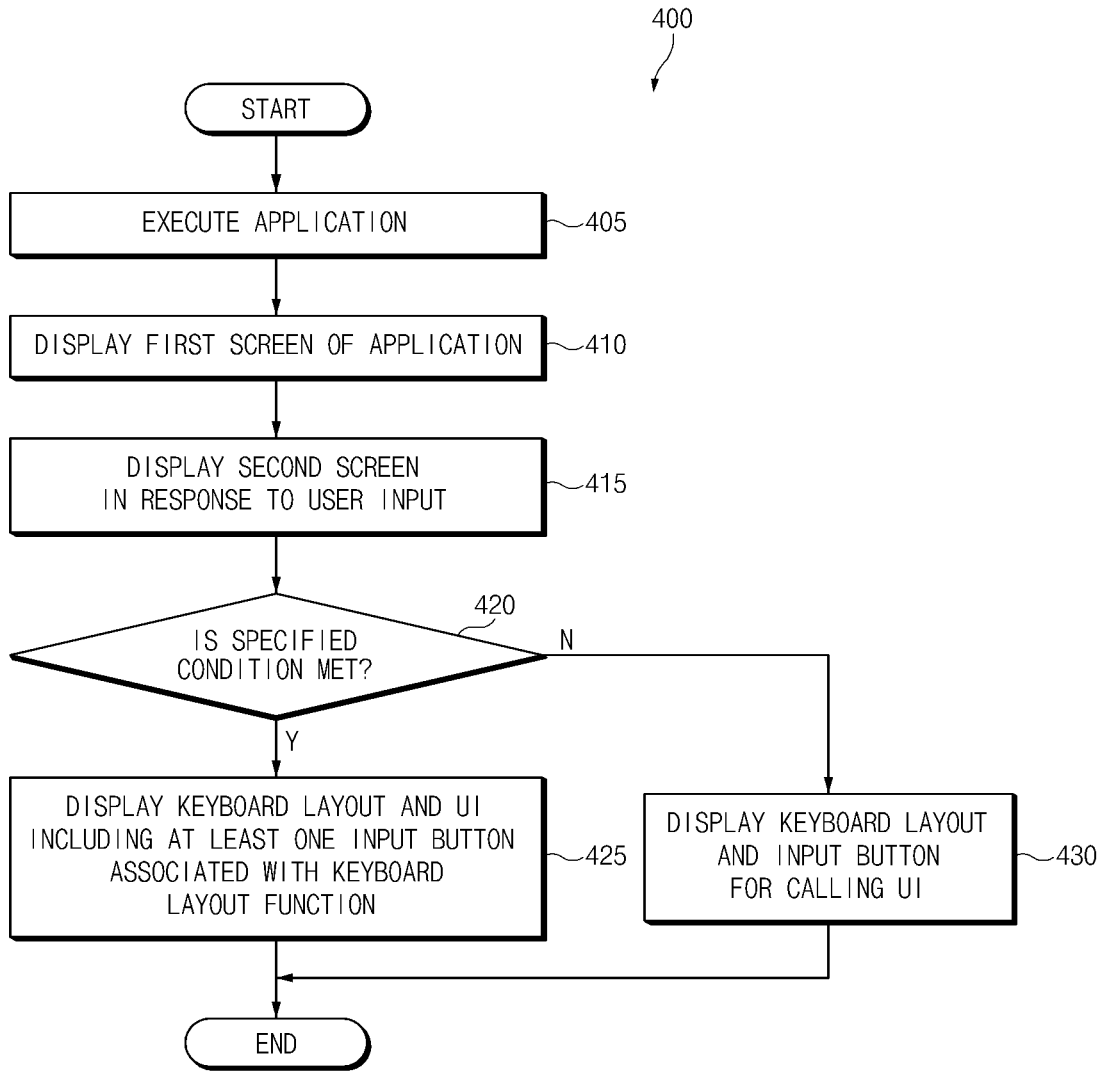 400
START
EXECUTE APPLICATION
405
DISPLAY FIRST SCREEN OF APPLICATION
410
DISPLAY SECOND SCREEN
IN RESPONSE TO USER INPUT
415
420
IS SPECIFIED
CONDITION MET?
N
Y
DISPLAY KEYBOARD LAYOUT AND UI
INCLUDING AT LEAST ONE INPUT BUTTON
ASSOCIATED WITH KEYBOARD
LAYOUT FUNCTION
425
DISPLAY KEYBOARD LAYOUT
AND INPUT BUTTON
FOR CALLING UI
430
END